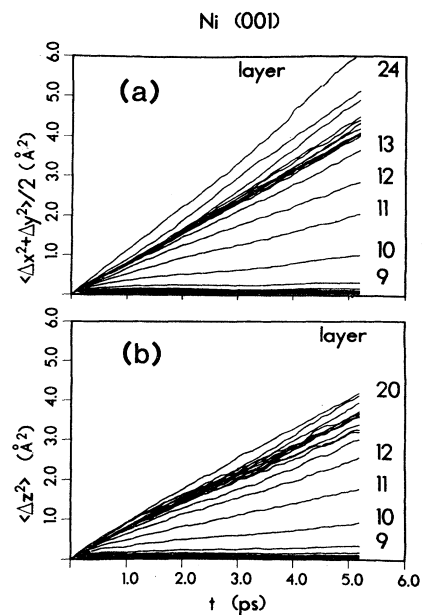 Ni (001)
6.0
5.0
4.0
3.0
2.0
1.0
<Δx²+Δy²>/2 (Å²)
(a)
layer
24
13
12
11
10
9
6.0
5.0
4.0
3.0
2.0
1.0
<Δz²> (Å²)
(b)
layer
20
12
11
10
9
1.0 2.0 3.0 4.0 5.0 6.0
t (ps)